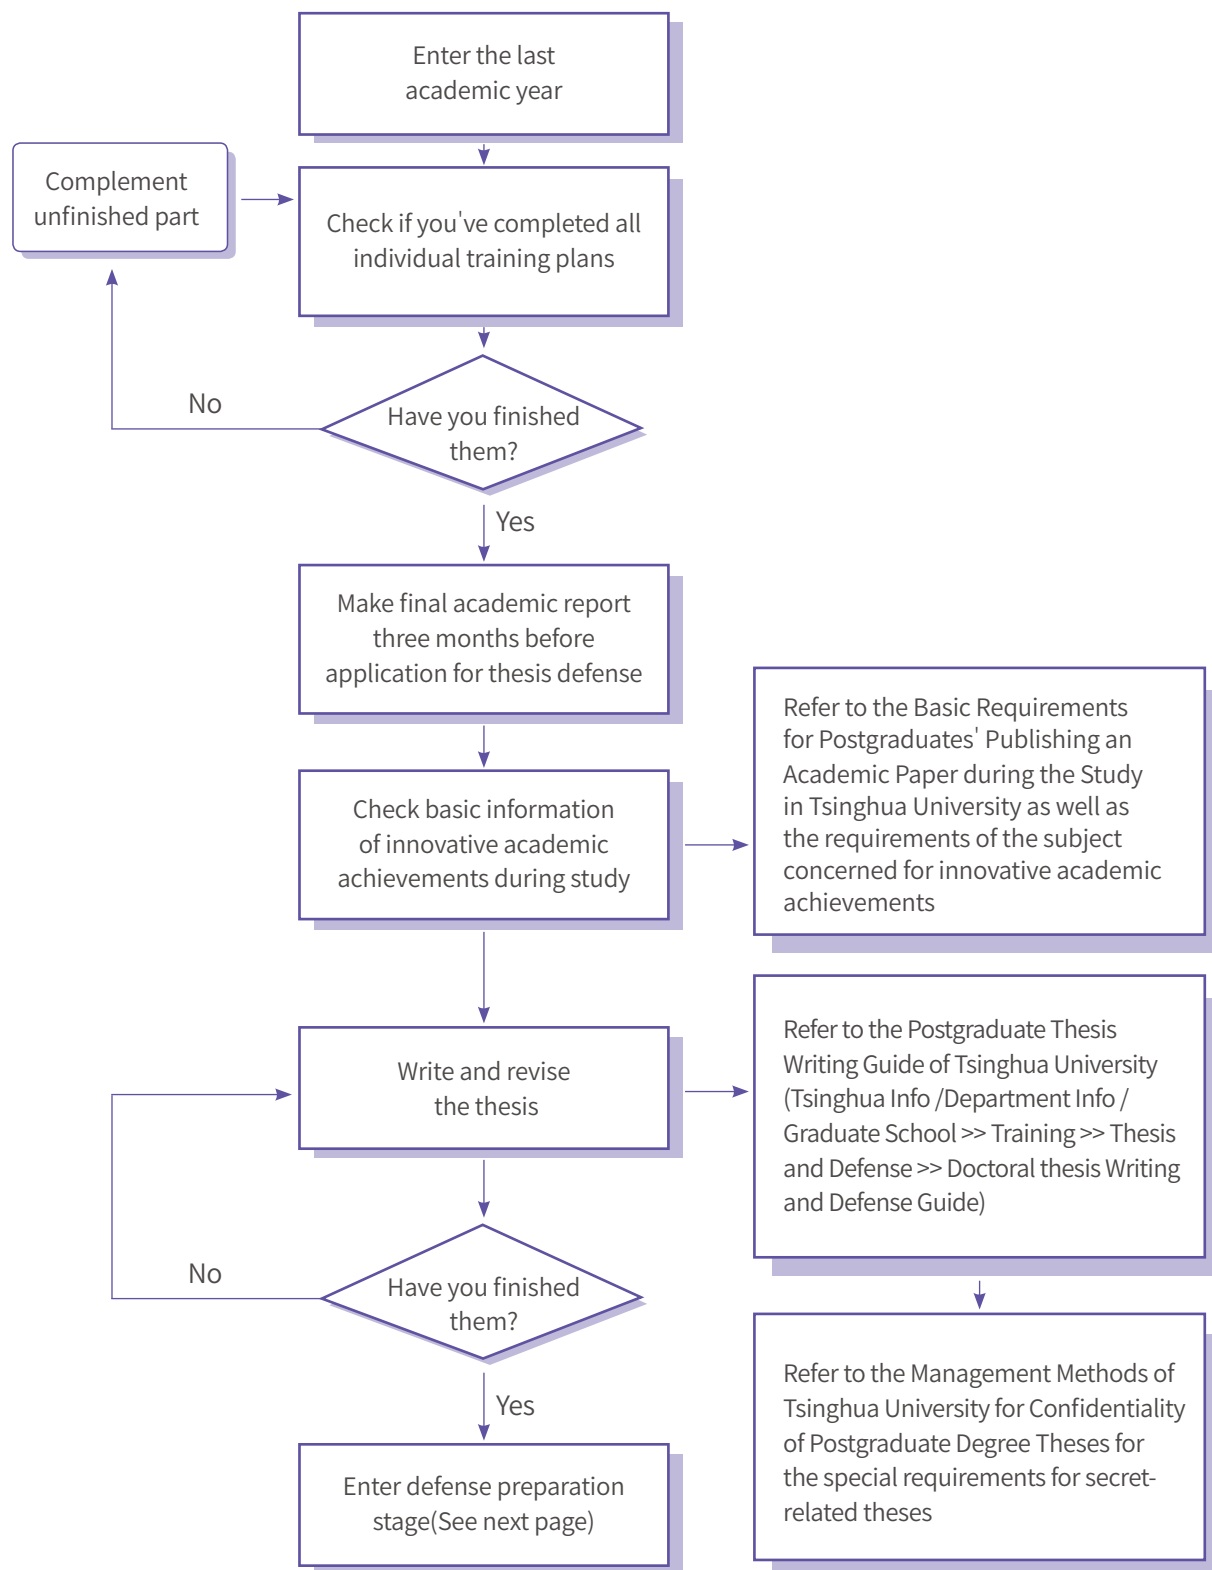 Enter the last
academic year
Complement
unfinished part
Check if you've completed all
individual training plans
No
Have you finished
them?
Yes
Make final academic report
three months before
application for thesis defense
Check basic information
of innovative academic
achievements during study
Refer to the Basic Requirements
for Postgraduates' Publishing an
Academic Paper during the Study
in Tsinghua University as well as
the requirements of the subject
concerned for innovative academic
achievements
Write and revise
the thesis
Refer to the Postgraduate Thesis
Writing Guide of Tsinghua University
(Tsinghua Info /Department Info /
Graduate School >> Training >> Thesis
and Defense >> Doctoral thesis Writing
and Defense Guide)
No
Have you finished
them?
Yes
Enter defense preparation
stage(See next page)
Refer to the Management Methods of
Tsinghua University for Confidentiality
of Postgraduate Degree Theses for
the special requirements for secret-
related theses